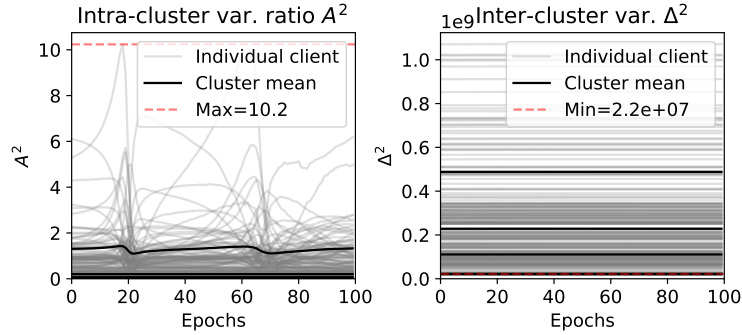 Intra-cluster var. ratio A²
Individual client
Cluster mean
Max=10.2
A²
10
8
6
4
2
0
0 20 40 60 80 100
Epochs
1e9
Inter-cluster var. Δ²
Individual client
Cluster mean
Min=2.2e+07
Δ²
1.0
0.8
0.6
0.4
0.2
0.0
0 20 40 60 80 100
Epochs